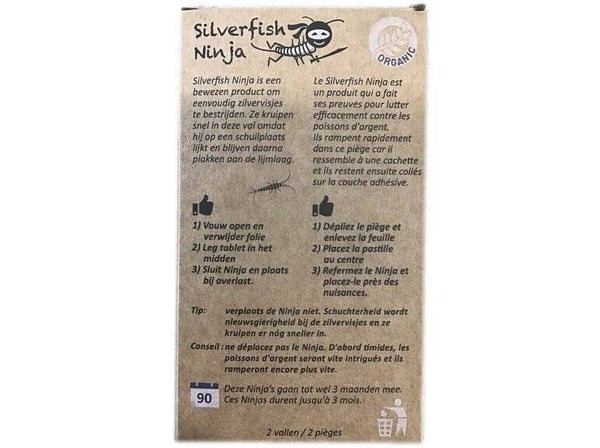 Silverfish
Ninja
ORGANIC
Silverfish Ninja is een
bewezen product om
eenvoudig zilvervisjes
te bestrijden. Ze kruipen
snel in deze val omdat
hij op een schuilplaats
lijkt en blijven daarna
plakken aan de lijmlaag.
Le Silverfish Ninja est
un produit qui a fait
ses preuves pour lutter
efficacement contre les
poissons d'argent.
Ils rampent rapidement
dans ce piège car il
ressemble à une cachette
et ils restent ensuite collés
sur la couche adhésive.
1) Vouw open en
verwijder folie
2) Leg tablet in het
midden
3) Sluit Ninja en plaats
bij overlast.
1) Dépliez le piège et
enlevez la feuille
2) Placez la pastille
au centre
3) Refermez le Ninja et
placez-le près des
nuisances.
Tip: verplaats de Ninja niet. Schuchterheid wordt
nieuwsgierigheid bij de zilvervisjes en ze
kruipen er nóg sneller in.
Conseil : ne déplacez pas le Ninja. D'abord timides, les
poissons d'argent seront vite intrigués et ils
ramperont encore plus vite.
90
Deze Ninja's gaan tot wel 3 maanden mee.
Ces Ninjas durent jusqu'à 3 mois.
2 vallen / 2 pièges